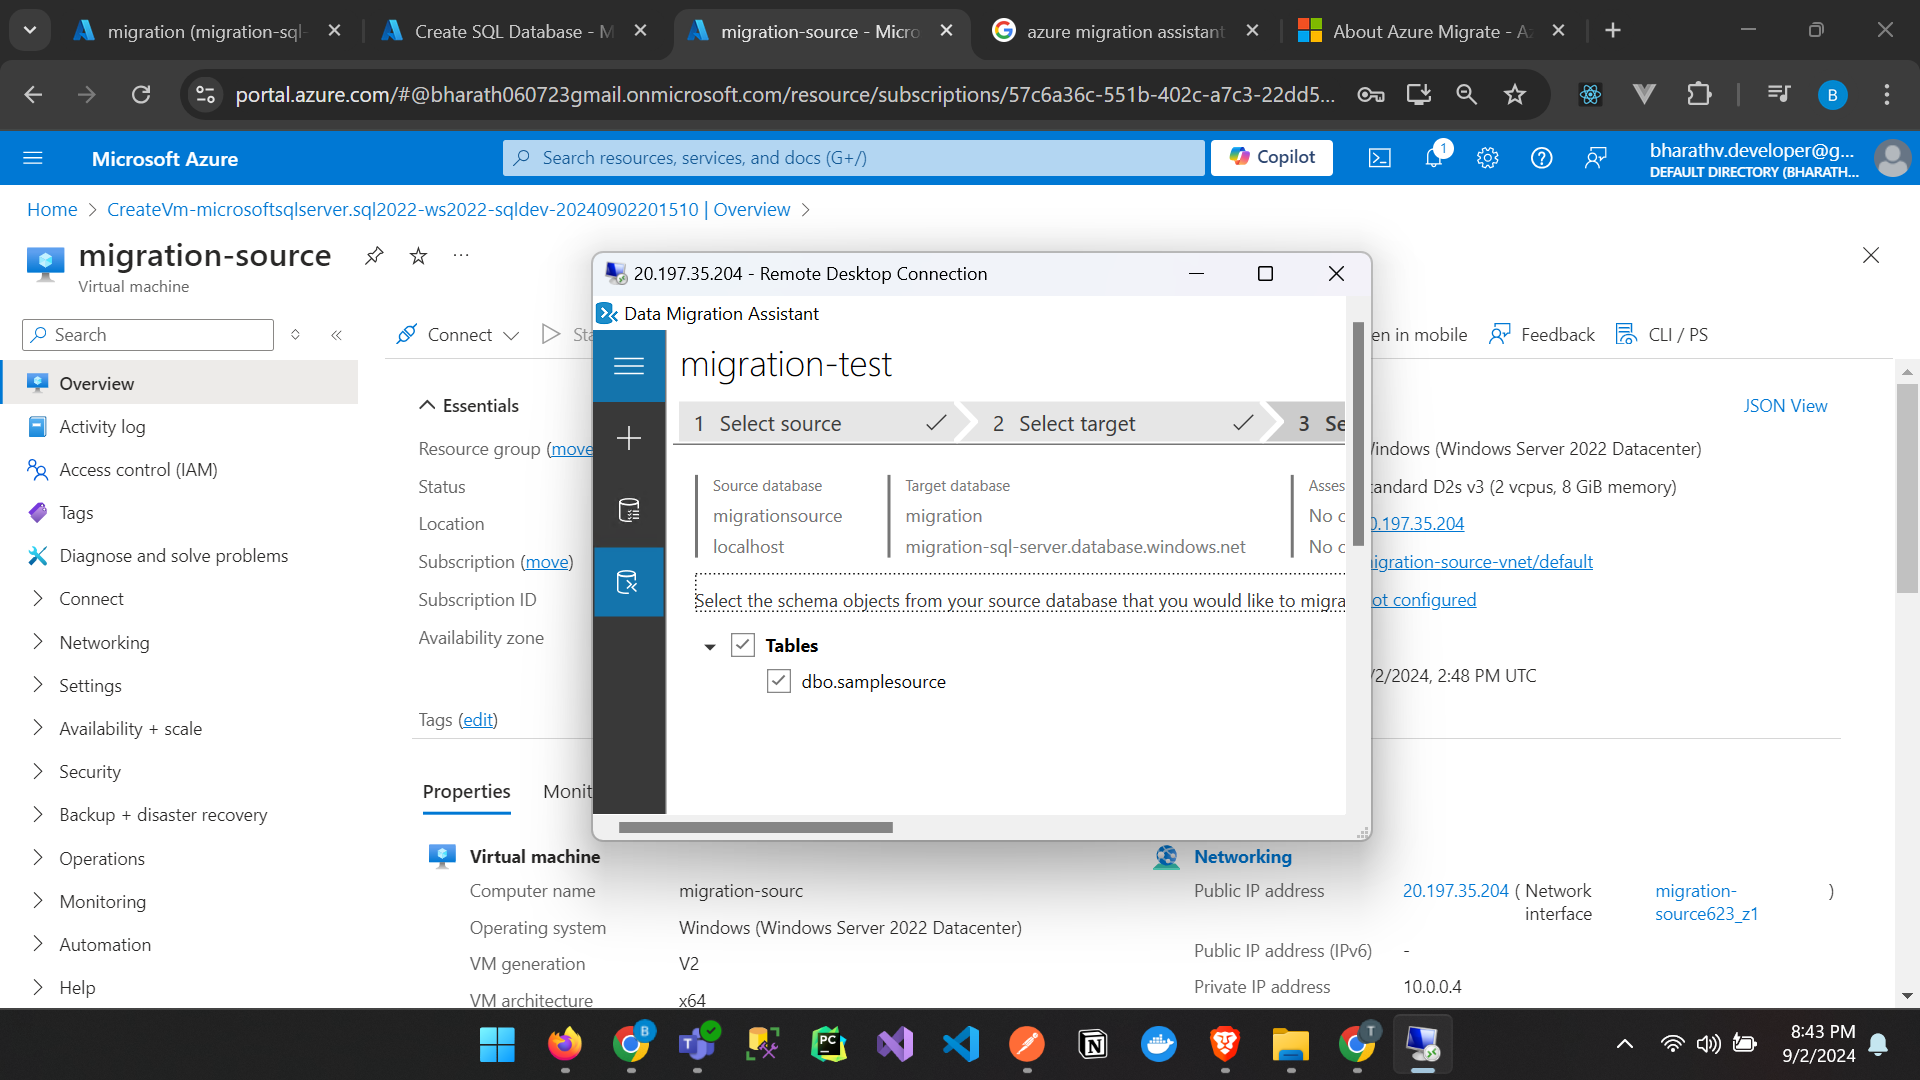 migration (migration-sql-
Create SQL Database - M
migration-source - Micro
azure migration assistant
About Azure Migrate - Az
portal.azure.com/#@bharath060723gmail.onmicrosoft.com/resource/subscriptions/57c6a36c-551b-402c-a7c3-22dd5...
B
Microsoft Azure
Search resources, services, and docs (G+/)
Copilot
1
bharathv.developer@g...
DEFAULT DIRECTORY (BHARATH...
Home > CreateVm-microsoftsqlserver.sql2022-ws2022-sqldev-20240902201510 | Overview >
migration-source
Virtual machine
Search
Connect
Sta
en in mobile
Feedback
CLI / PS
Overview
Activity log
Access control (IAM)
Tags
Diagnose and solve problems
Connect
Networking
Settings
Availability + scale
Security
Backup + disaster recovery
Operations
Monitoring
Automation
Help
Essentials
JSON View
Resource group (move
Status
Location
Subscription (move)
Subscription ID
Availability zone
Tags (edit)
indows (Windows Server 2022 Datacenter)
tandard D2s v3 (2 vcpus, 8 GiB memory)
0.197.35.204
igration-source-vnet/default
ot configured
/2/2024, 2:48 PM UTC
20.197.35.204 - Remote Desktop Connection
Data Migration Assistant
migration-test
1 Select source
2 Select target
3 Se
Source database
migrationsource
localhost
Target database
migration
migration-sql-server.database.windows.net
Asses
No c
No c
Select the schema objects from your source database that you would like to migra
Tables
dbo.samplesource
Properties
Monit
Virtual machine
Computer name migration-sourc
Operating system Windows (Windows Server 2022 Datacenter)
VM generation V2
VM architecture x64
Networking
Public IP address 20.197.35.204 ( Network interface migration-source623_z1 )
Public IP address (IPv6) -
Private IP address 10.0.0.4
B
T
PC
N
T
8:43 PM
9/2/2024